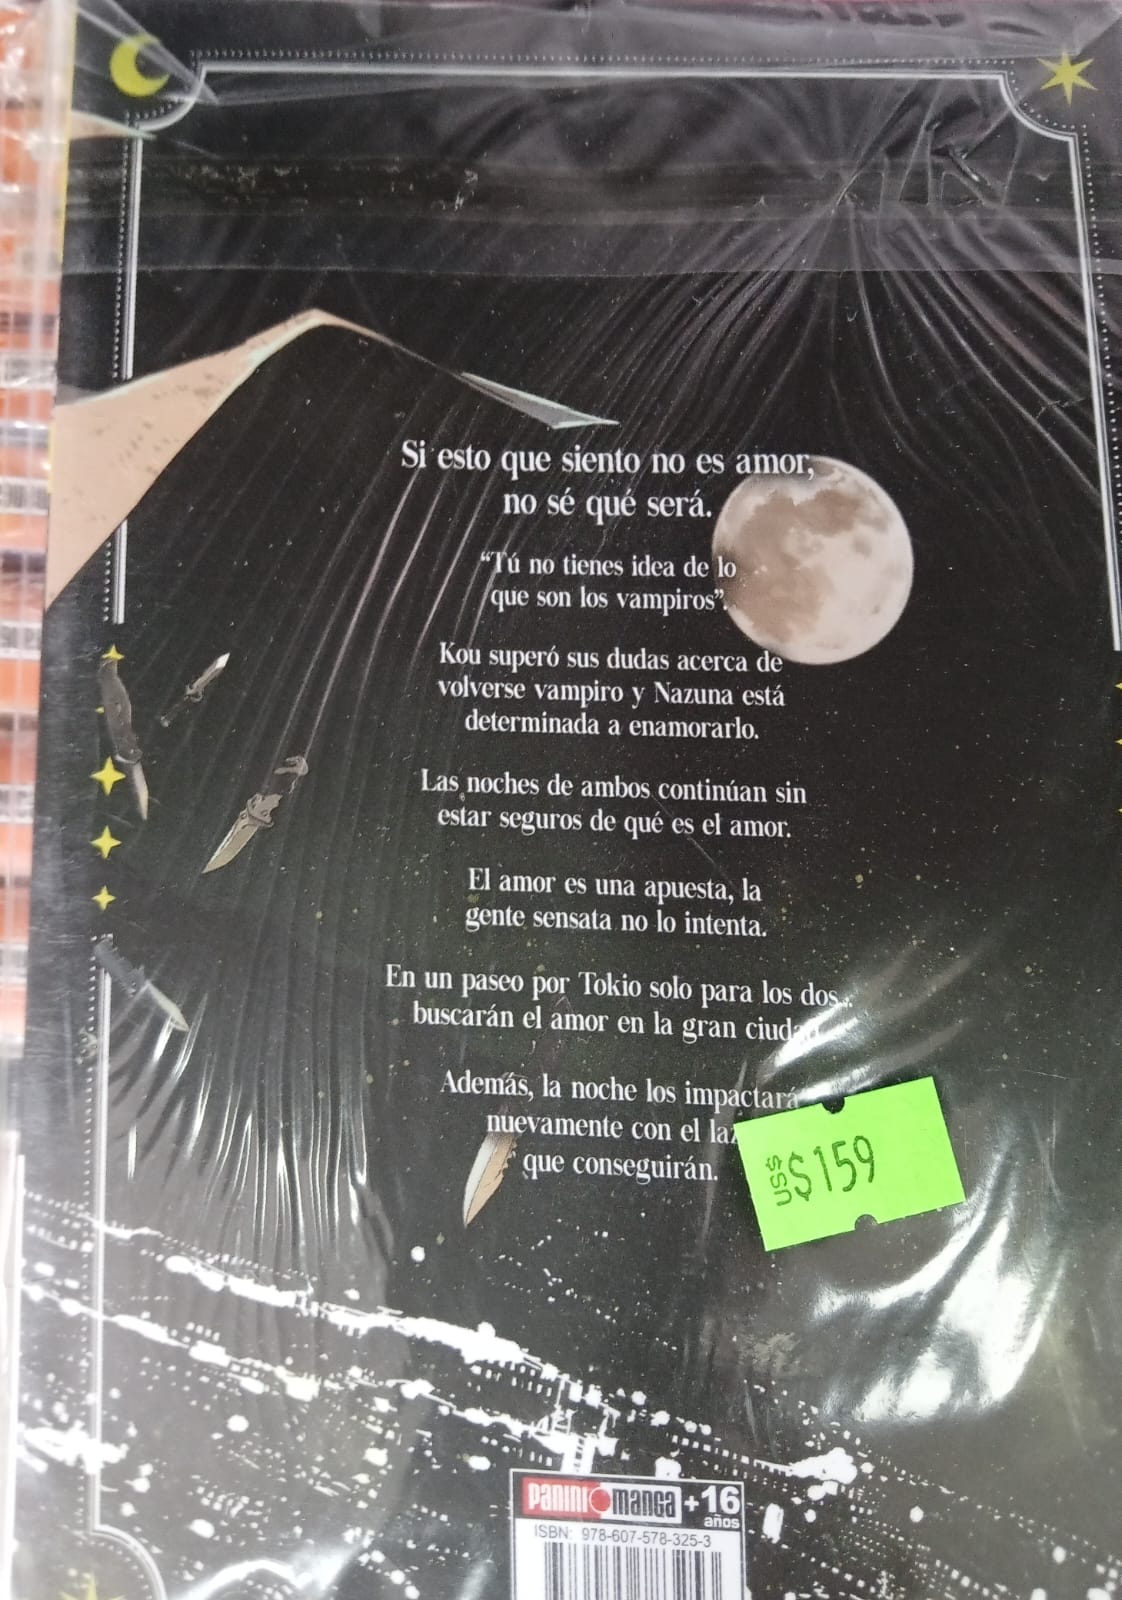 Si esto que siento no es amor,
no sé qué será.
“Tú no tienes idea de lo
que son los vampiros”.
Kou superó sus dudas acerca de
volverse vampiro y Nazuna está
determinada a enamorarlo.
Las noches de ambos continúan sin
estar seguros de qué es el amor.
El amor es una apuesta, la
gente sensata no lo intenta.
En un paseo por Tokio solo para los dos,
buscarán el amor en la gran ciudad.
Además, la noche los impactará
nuevamente con el
que conseguirán.
US$ $159
PANINI MANGA +16
años
ISBN: 978-607-578-325-3